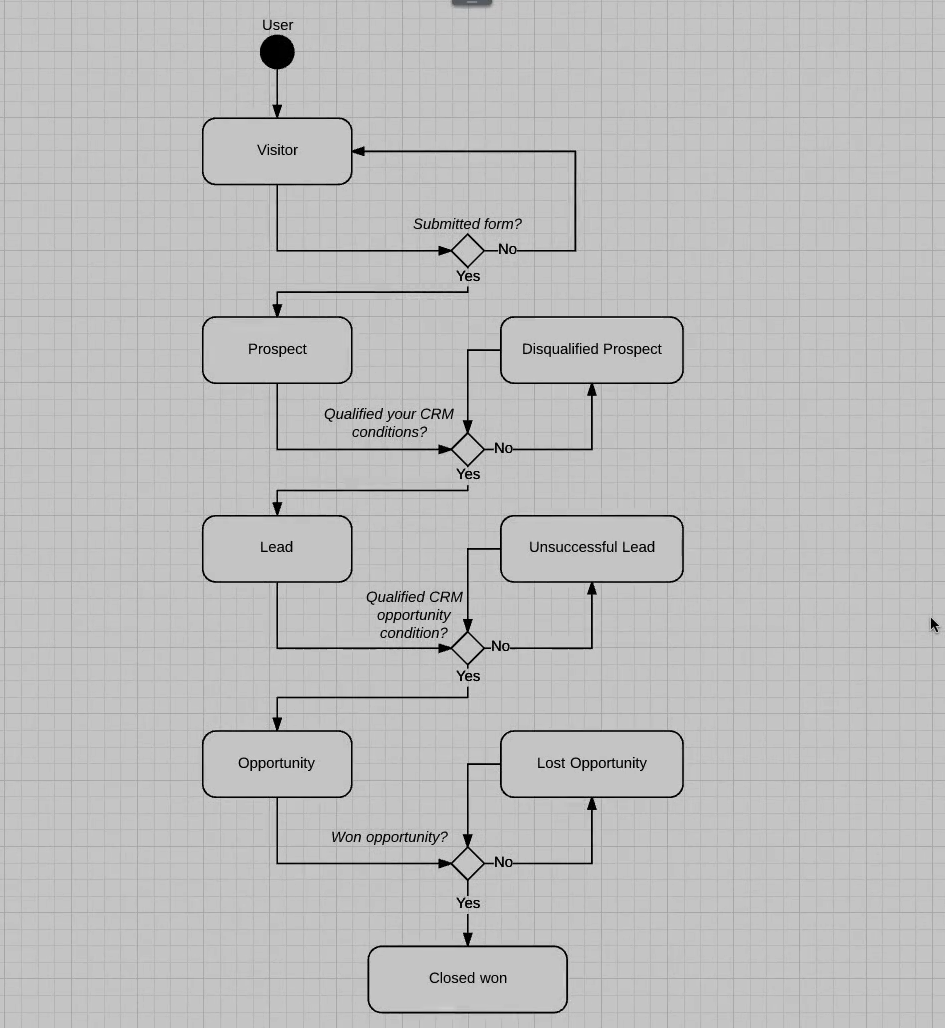 User
Visitor
Submitted form?
No
Yes
Prospect
Disqualified Prospect
Qualified your CRM
conditions?
No
Yes
Lead
Unsuccessful Lead
Qualified CRM
opportunity
condition?
No
Yes
Opportunity
Lost Opportunity
Won opportunity?
No
Yes
Closed won